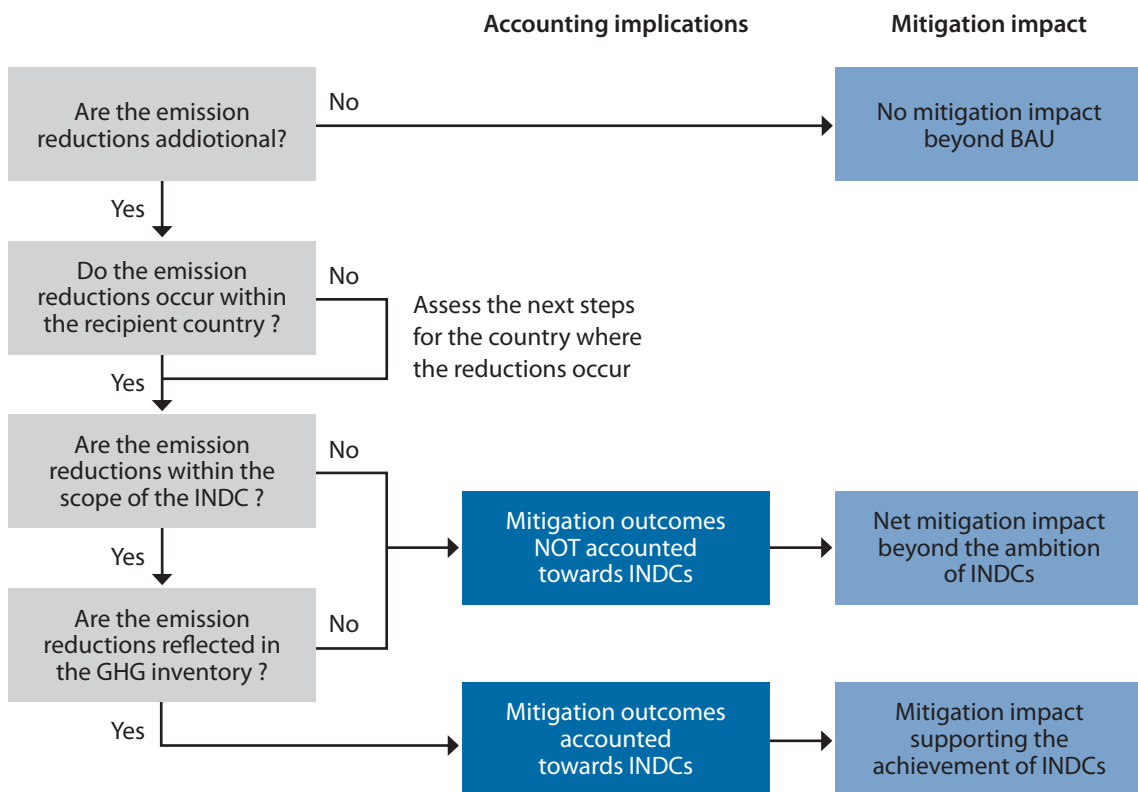 Accounting implications
Mitigation impact
Are the emission
reductions addiotional?
No
No mitigation impact
beyond BAU
Yes
Do the emission
reductions occur within
the recipient country ?
No
Assess the next steps
for the country where
the reductions occur
Yes
Are the emission
reductions within the
scope of the INDC ?
No
Mitigation outcomes
NOT accounted
towards INDCs
Net mitigation impact
beyond the ambition
of INDCs
Yes
Are the emission
reductions reflected in
the GHG inventory ?
No
Yes
Mitigation outcomes
accounted
towards INDCs
Mitigation impact
supporting the
achievement of INDCs